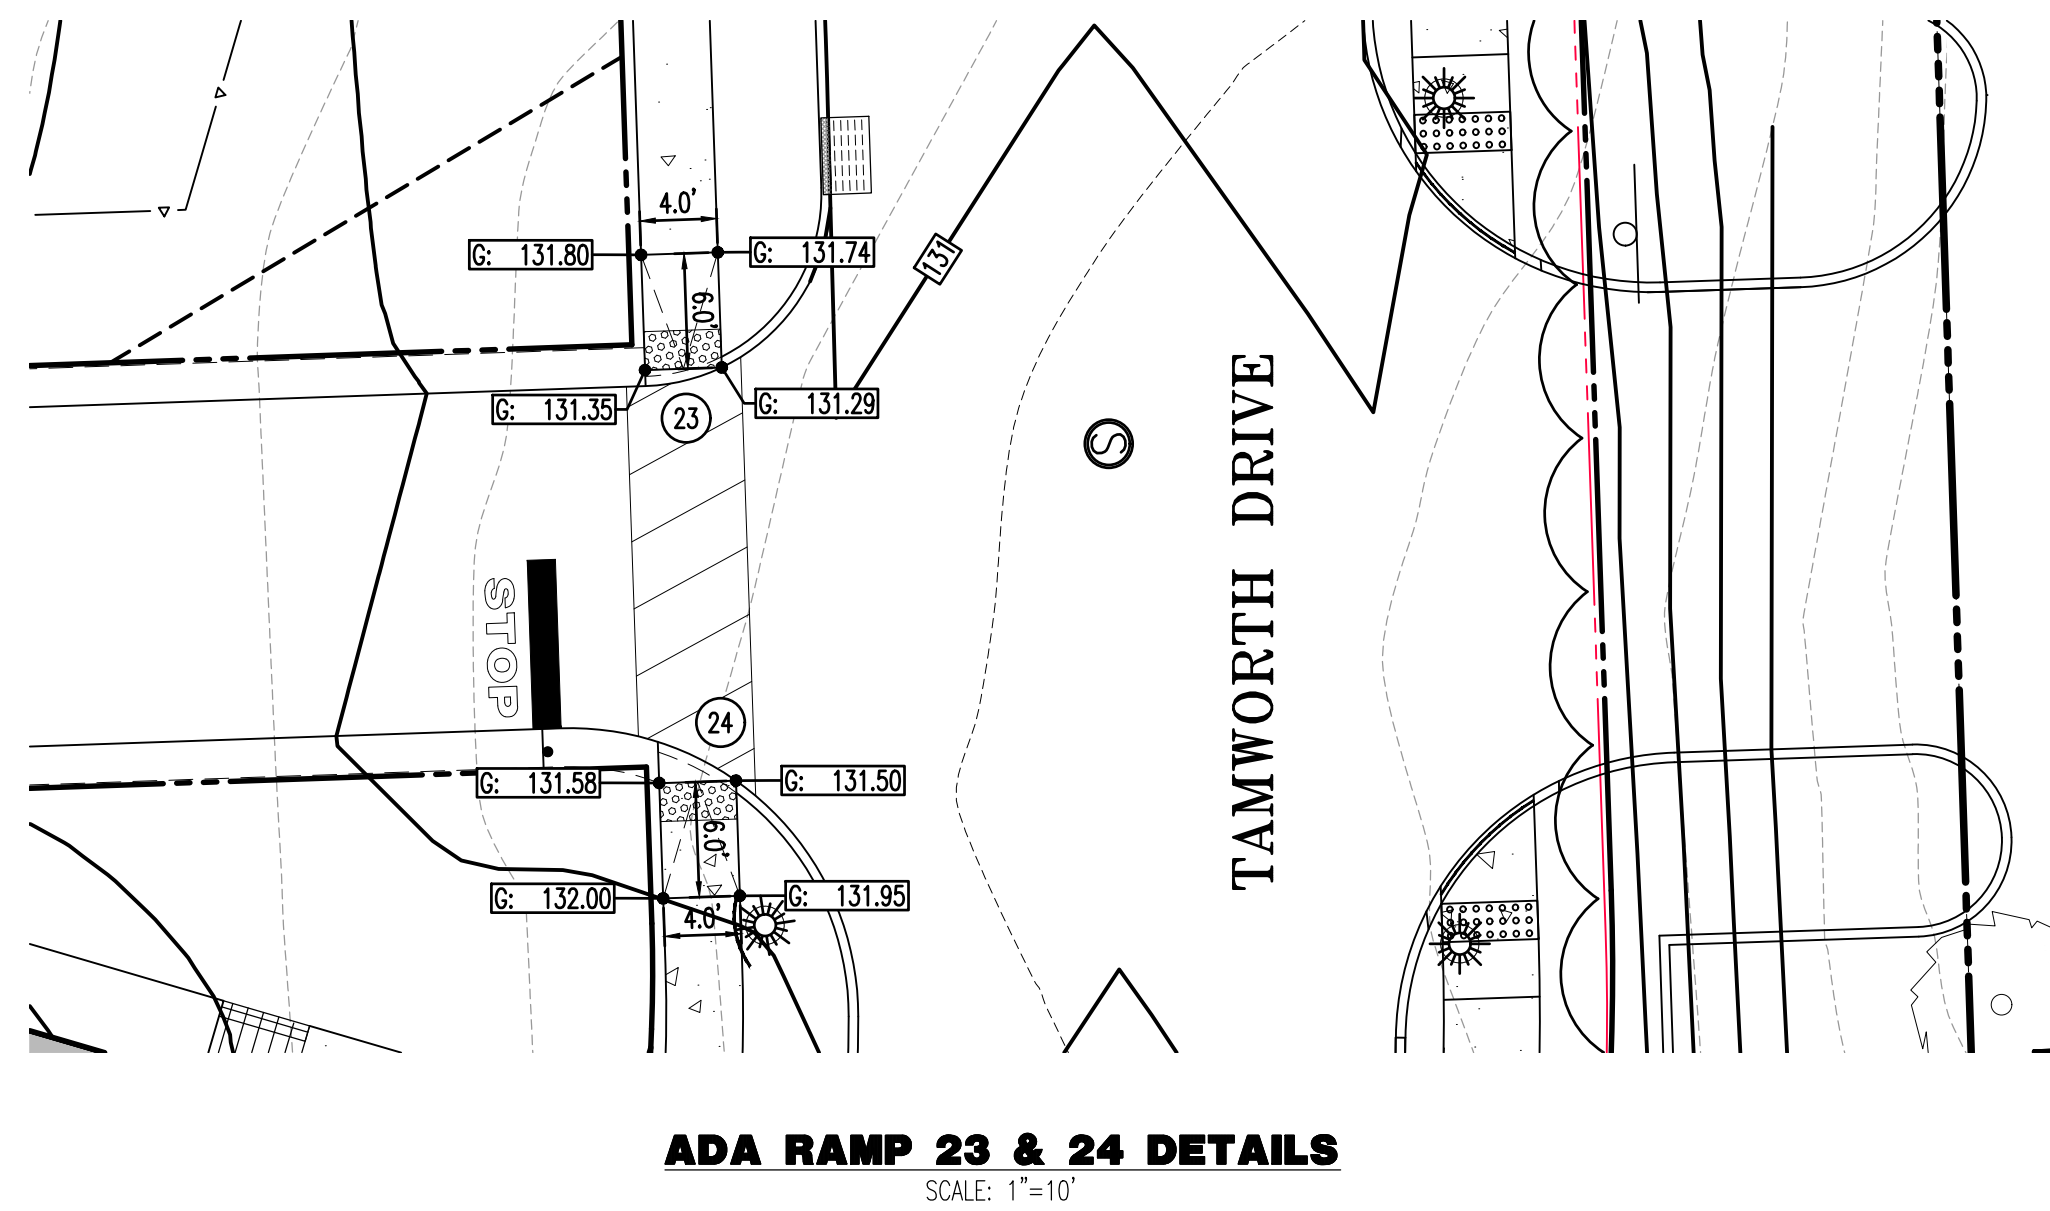 4.0'
G: 131.80
G: 131.74
131
6.0'
G: 131.35
G: 131.29
23
S
TAMWORTH DRIVE
STOP
24
G: 131.58
G: 131.50
6.0'
G: 132.00
G: 131.95
4.0'
ADA RAMP 23 & 24 DETAILS
SCALE: 1"=10'